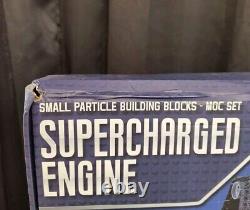 SMALL PARTICLE BUILDING BLOCKS - MOC SET
SUPERCHARGED
ENGINE